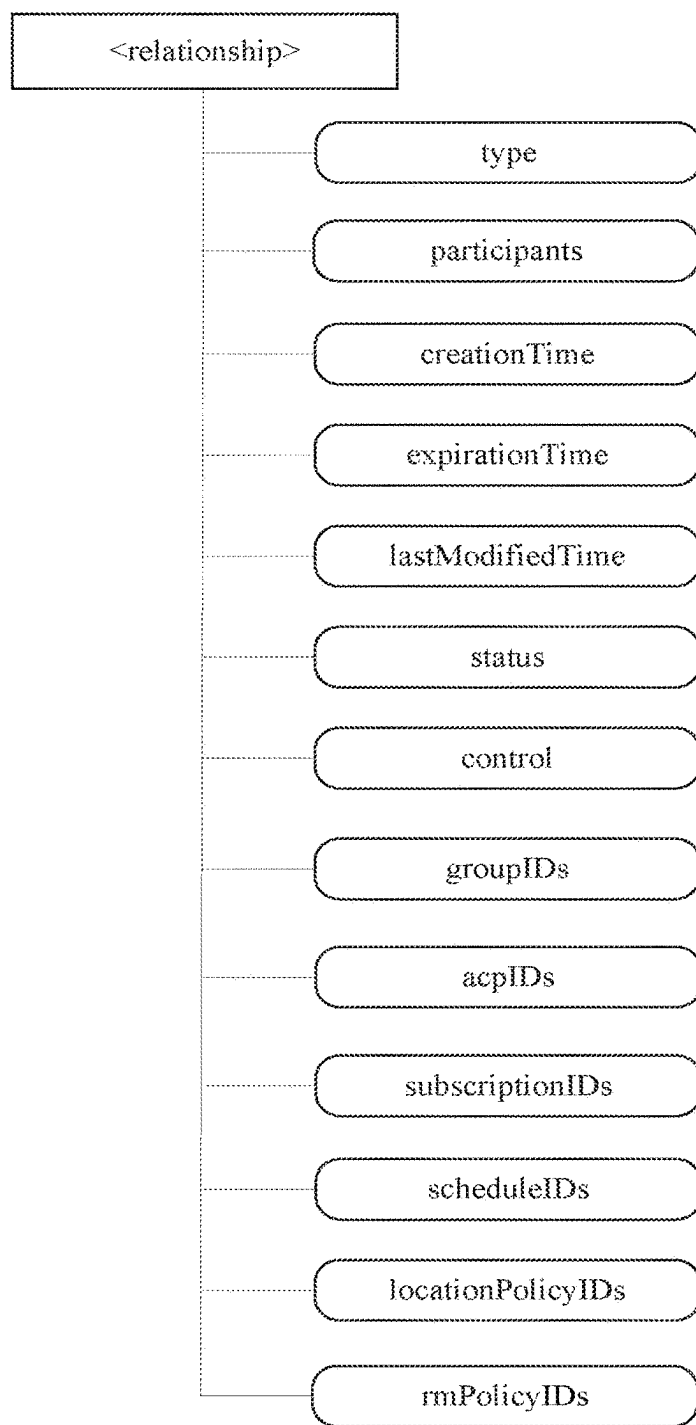 <relationship>
type
participants
creationTime
expirationTime
lastModifiedTime
status
control
groupIDs
acpIDs
subscriptionIDs
scheduleIDs
locationPolicyIDs
rmPolicyIDs